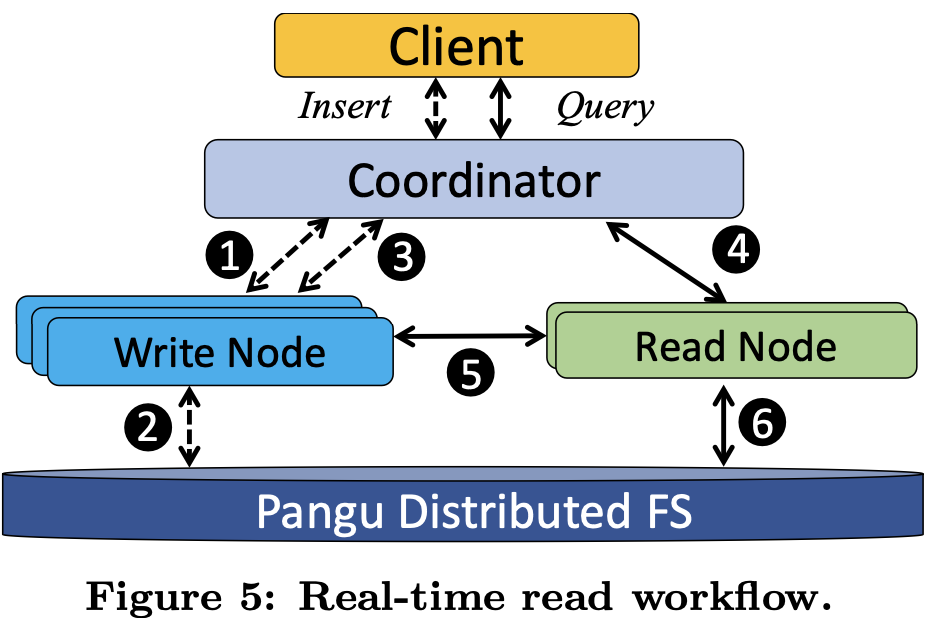 Client
Insert
Query
Coordinator
1
3
4
Write Node
Read Node
5
2
6
Pangu Distributed FS
Figure 5: Real-time read workflow.